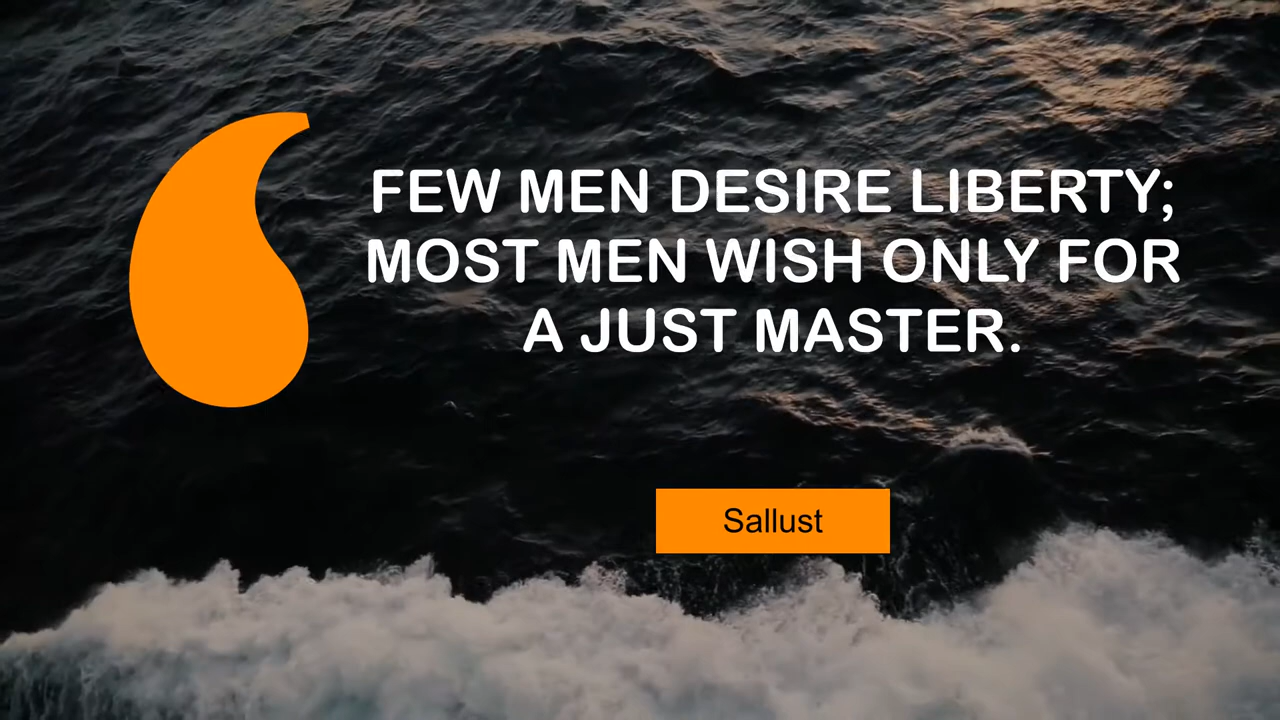 FEW MEN DESIRE LIBERTY;
MOST MEN WISH ONLY FOR
A JUST MASTER.
Sallust